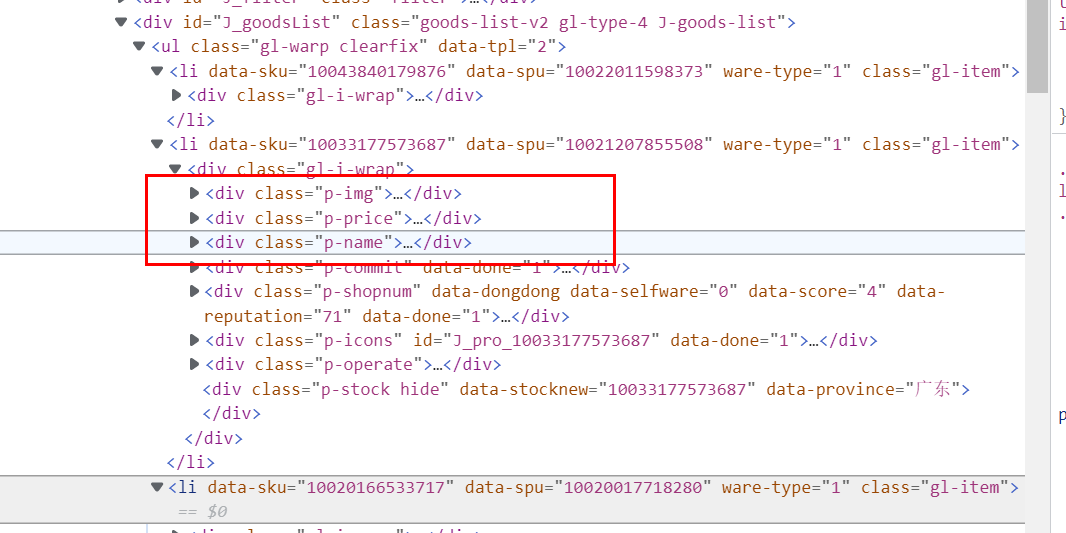 <div id="J_filter" class="filter">…</div>
<div id="J_goodsList" class="goods-list-v2 gl-type-4 J-goods-list">
<ul class="gl-warp clearfix" data-tpl="2">
<li data-sku="10043840179876" data-spu="10022011598373" ware-type="1" class="gl-item">
<div class="gl-i-wrap">…</div>
</li>
<li data-sku="10033177573687" data-spu="10021207855508" ware-type="1" class="gl-item">
<div class="gl-i-wrap">
<div class="p-img">…</div>
<div class="p-price">…</div>
<div class="p-name">…</div>
<div class="p-commit" data-done="1">…</div>
<div class="p-shopnum" data-dongdong data-selfware="0" data-score="4" data-
reputation="71" data-done="1">…</div>
<div class="p-icons" id="J_pro_10033177573687" data-done="1">…</div>
<div class="p-operate">…</div>
<div class="p-stock hide" data-stocknew="10033177573687" data-province="广东">
</div>
</div>
</li>
<li data-sku="10020166533717" data-spu="10020017718280" ware-type="1" class="gl-item">
== $0